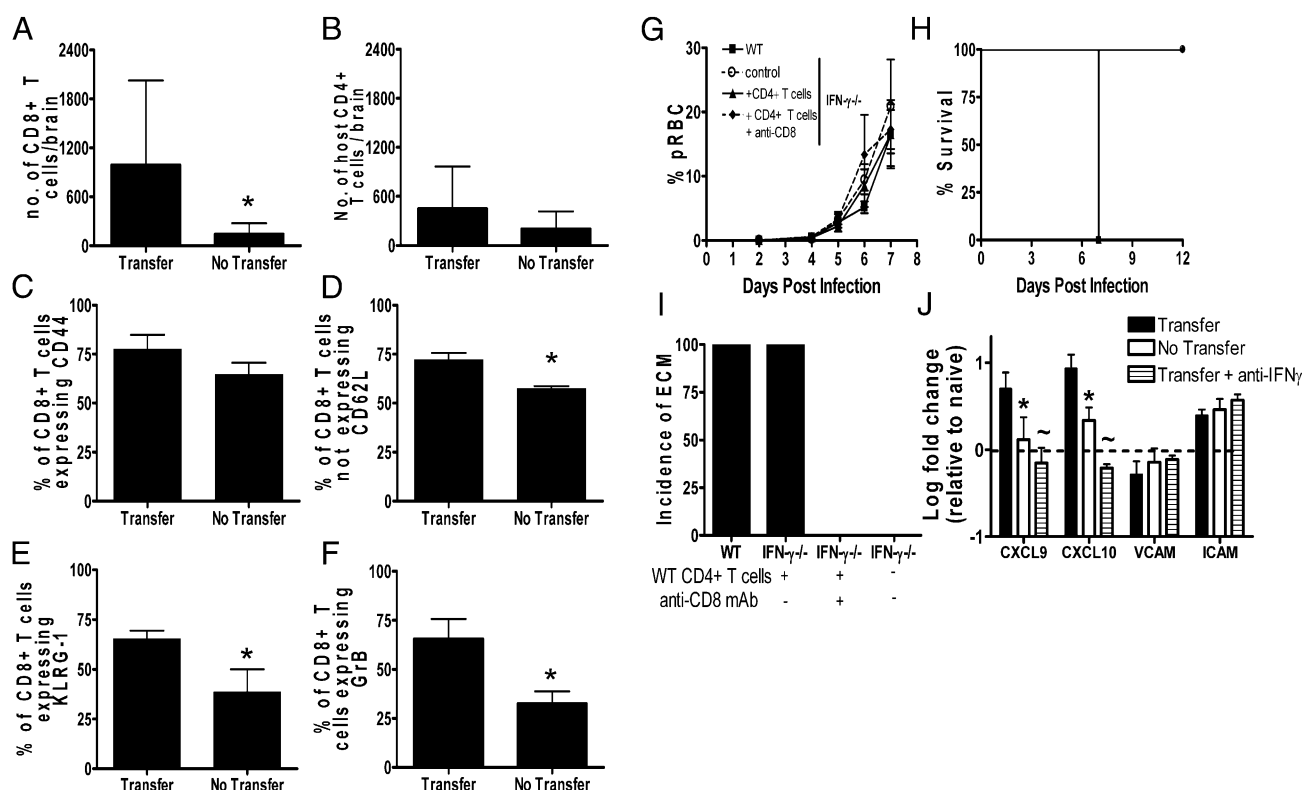 A
no. of CD8+ T
cells/brain
2400
1800
1200
600
0
*
Transfer
No Transfer
B
No. of host CD4+
T cells / brain
2400
1800
1200
600
0
Transfer
No Transfer
C
% of CD8+ T cells
expressing CD44
100
75
50
25
0
Transfer
No Transfer
D
% of CD8+ T cells
not expressing
CD62L
100
75
50
25
0
*
Transfer
No Transfer
E
% of CD8+ T cells
expressing
KLRG-1
100
75
50
25
0
*
Transfer
No Transfer
F
% of CD8+ T
cells expressing
GrB
100
75
50
25
0
*
Transfer
No Transfer
G
% pRBC
30
20
10
0
WT
control
+CD4+ T cells
+ CD4+ T cells
+ anti-CD8
IFN-γ-/-
0 1 2 3 4 5 6 7 8
Days Post Infection
H
% Survival
100
75
50
25
0
0 3 6 9 12
Days Post Infection
I
Incidence of ECM
100
75
50
25
0
WT IFN-γ-/- IFN-γ-/- IFN-γ-/-
WT CD4+ T cells + + -
anti-CD8 mAb - + -
J
Transfer
No Transfer
Transfer + anti-IFNγ
Log fold change
(relative to naive)
1
0
-1
* ~ * ~
CXCL9 CXCL10 VCAM ICAM